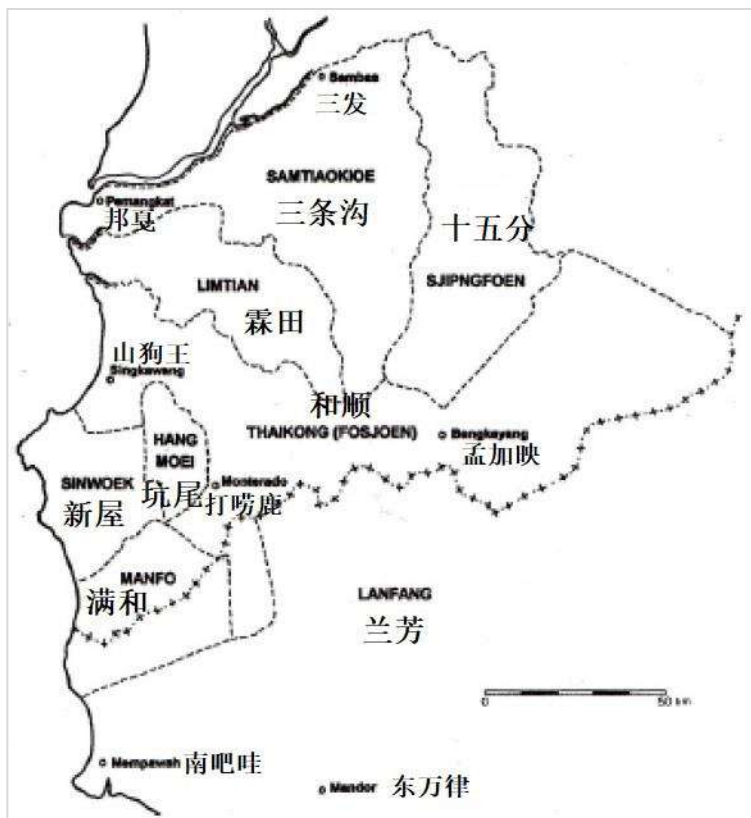 Sambas
三发
SAMTIAOKIOE
三条沟
Pemangkat
邦戛
十五分
SJIPNGFOEN
LIMTIAN
霖田
山狗王
Singkawang
和顺
THAIKONG (FOSJOEN)
Bengkayang
孟加映
HANG
MOEI
坑尾
SINWOEK
新屋
Monterado
打唠鹿
MANFO
满和
LANFANG
兰芳
0
50 km
Mempawah
南吧哇
Mandor
东万律